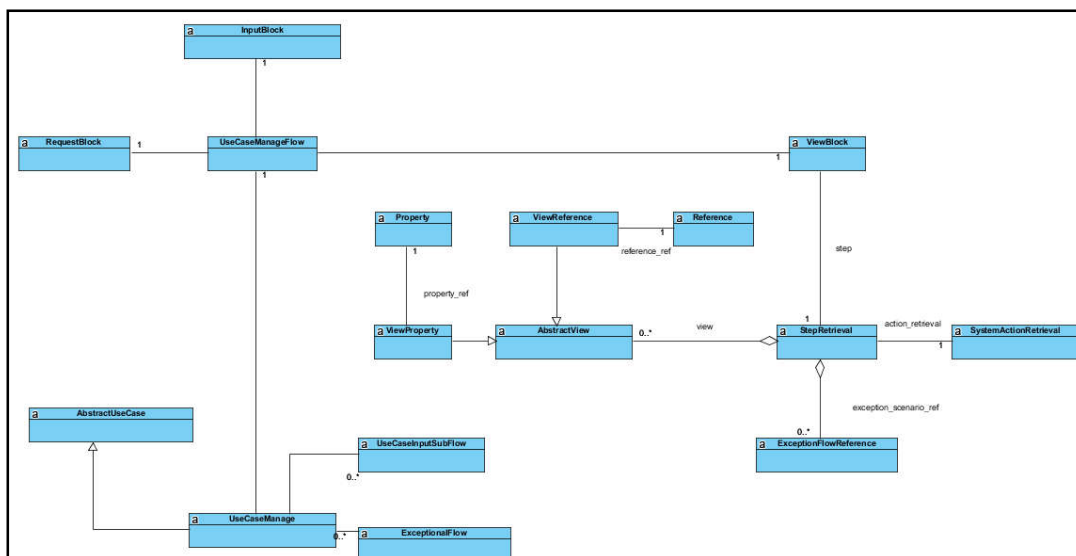 a InputBlock
1
a RequestBlock
1
UseCaseManageFlow
1
1
a ViewBlock
a Property
1
a ViewReference
1
a Reference
reference_ref
step
property_ref
a ViewProperty
a AbstractView
0..*
view
1
a StepRetrieval
action_retrieval
1
a SystemActionRetrieval
exception_scenario_ref
0..*
a ExceptionFlowReference
a AbstractUseCase
a UseCaseInputSubFlow
0..*
a UseCaseManage
0..*
a ExceptionalFlow